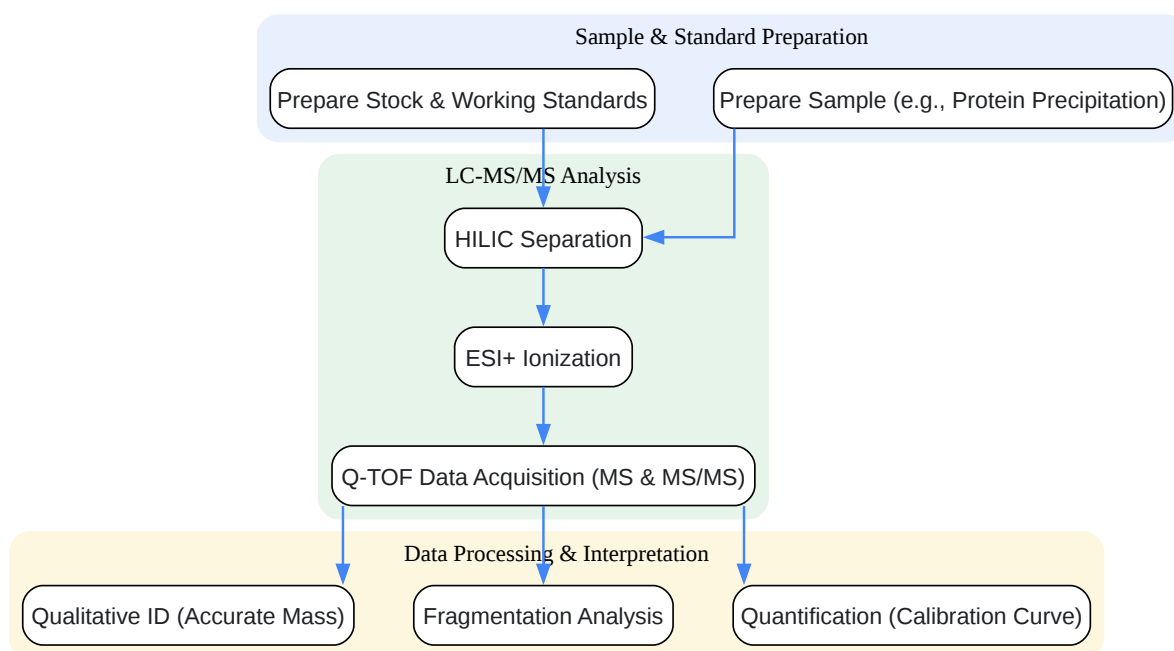 Sample & Standard Preparation
Prepare Stock & Working Standards
Prepare Sample (e.g., Protein Precipitation)
LC-MS/MS Analysis
HILIC Separation
ESI+ Ionization
Q-TOF Data Acquisition (MS & MS/MS)
Data Processing & Interpretation
Qualitative ID (Accurate Mass)
Fragmentation Analysis
Quantification (Calibration Curve)